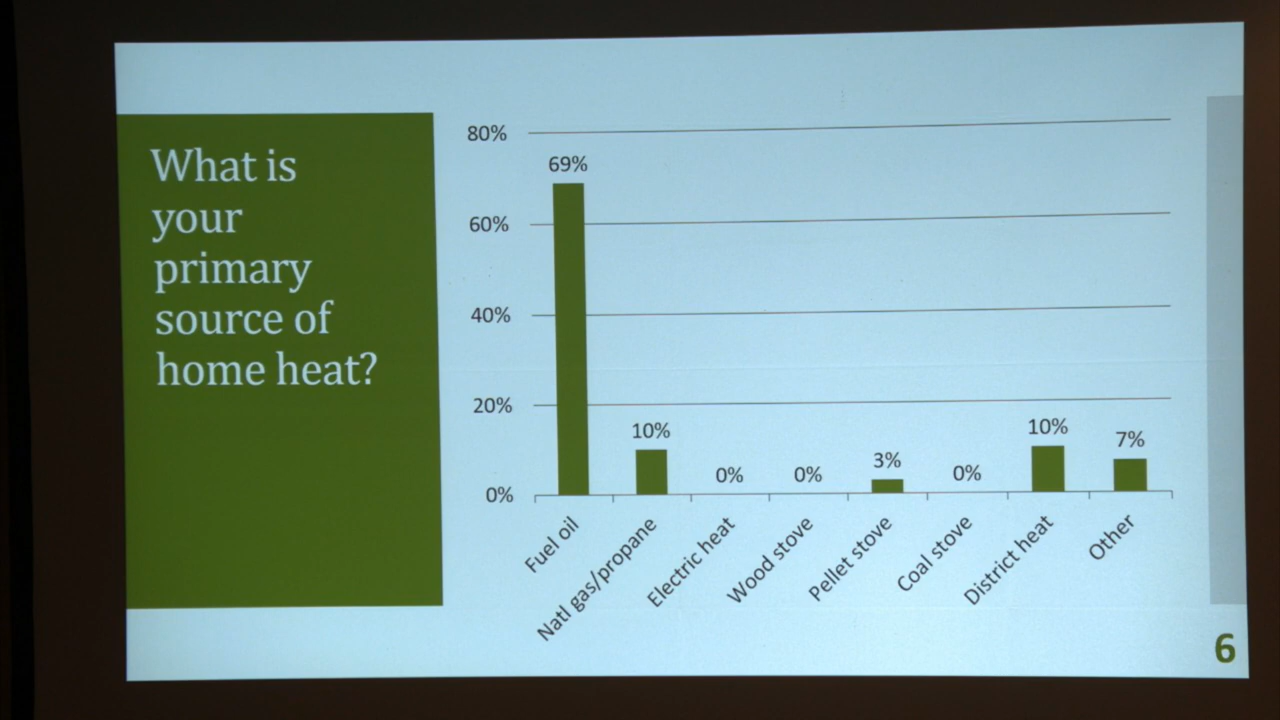 What is
your
primary
source of
home heat?
80%
60%
40%
20%
0%
69%
10%
0%
0%
3%
0%
10%
7%
Fuel oil
Natl gas/propane
Electric heat
Wood stove
Pellet stove
Coal stove
District heat
Other
6